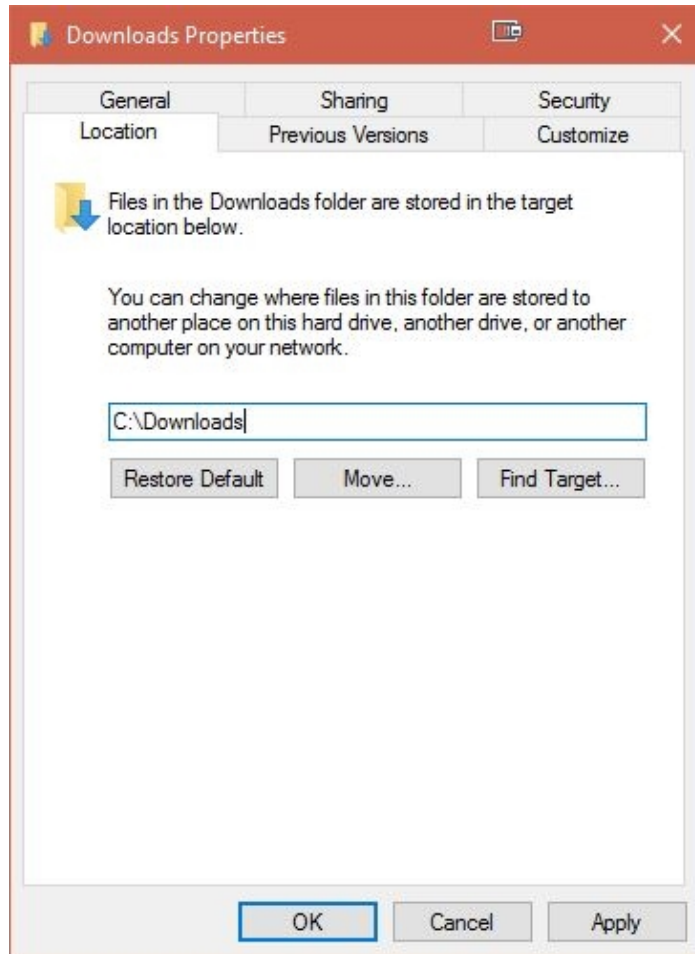 Downloads Properties
General Sharing Security
Location Previous Versions Customize
Files in the Downloads folder are stored in the target
location below.
You can change where files in this folder are stored to
another place on this hard drive, another drive, or another
computer on your network.
C:\Downloads
Restore Default Move... Find Target...
OK Cancel Apply